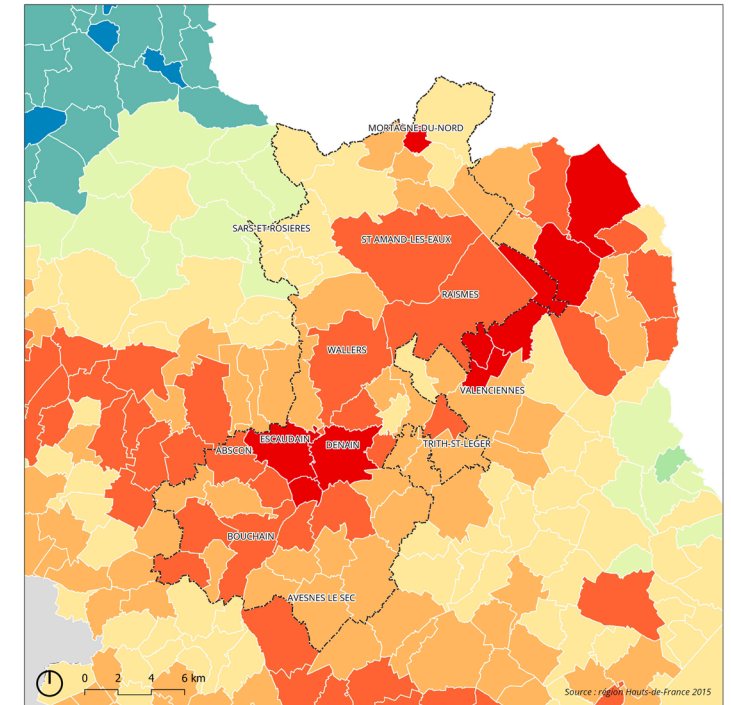 MORTAGNE-DU-NORD
SARS-ET-ROSIERES
ST AMAND-LES-EAUX
RAISMES
WALLERS
VALENCIENNES
ESCAUDAIN
DENAIN
TRITH-ST-LEGER
ABSCON
BOUCHAIN
AVESNES LE SEC
0 2 4 6 km
Source : région Hauts-de-France 2015